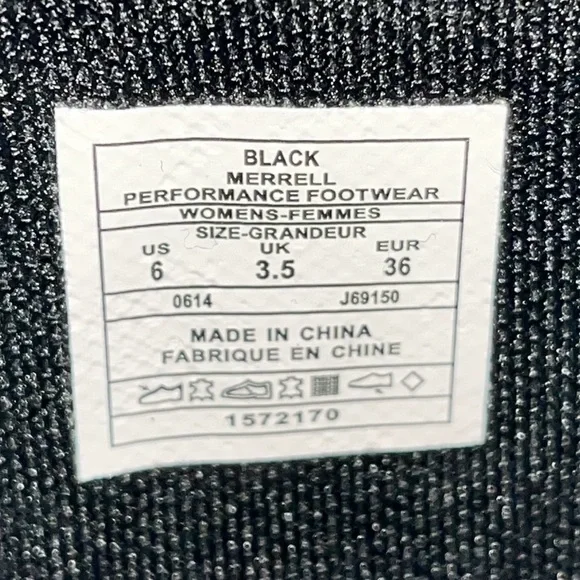 BLACK
MERRELL
PERFORMANCE FOOTWEAR
WOMENS-FEMMES
SIZE-GRANDEUR
US UK EUR
6 3.5 36
0614 J69150
MADE IN CHINA
FABRIQUE EN CHINE
1572170